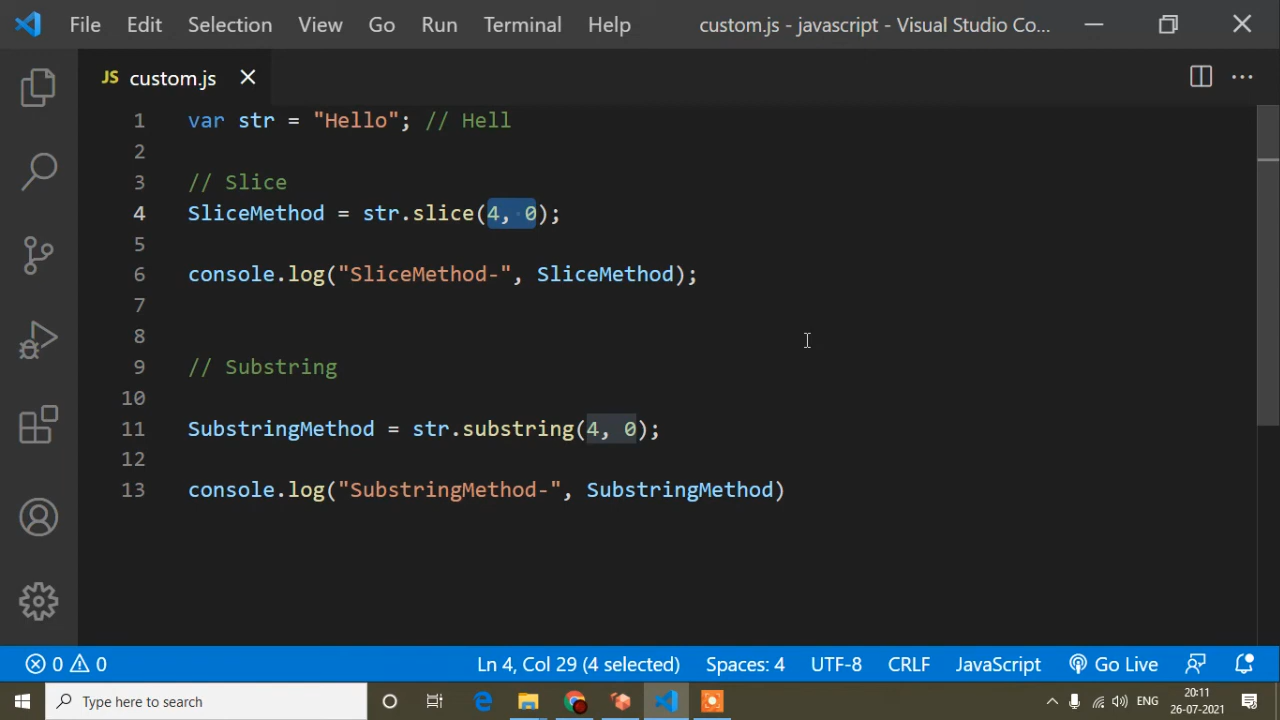 File Edit Selection View Go Run Terminal Help custom.js - javascript - Visual Studio Co...
JS custom.js
1 var str = "Hello"; // Hell
2
3 // Slice
4 SliceMethod = str.slice(4, 0);
5
6 console.log("SliceMethod-", SliceMethod);
7
8
9 // Substring
10
11 SubstringMethod = str.substring(4, 0);
12
13 console.log("SubstringMethod-", SubstringMethod)
0 0 Ln 4, Col 29 (4 selected) Spaces: 4 UTF-8 CRLF JavaScript Go Live
Type here to search ENG 20:11
26-07-2021